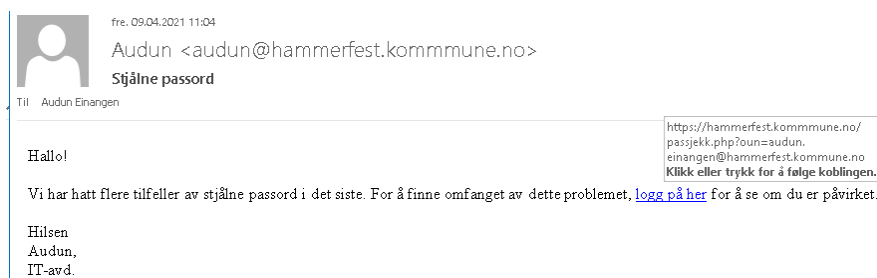 fre. 09.04.2021 11:04
Audun <audun@hammerfest.kommmune.no>
Stjålne passord
Til Audun Einangen
https://hammerfest.kommmune.no/
passjekk.php?oun=audun.
einangen@hammerfest.kommune.no
Klikk eller trykk for å følge koblingen.
Hallo!
Vi har hatt flere tilfeller av stjålne passord i det siste. For å finne omfanget av dette problemet, logg på her for å se om du er påvirket.
Hilsen
Audun,
IT-avd.